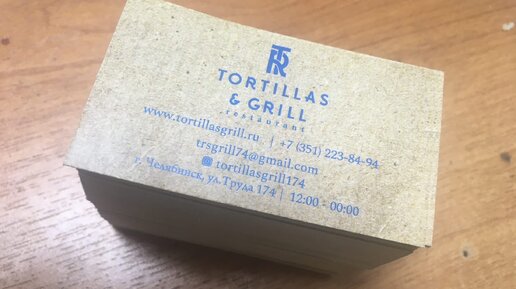 TR
TORTILLAS
& GRILL
restaurant
www.tortillasgrill.ru | +7 (351) 223-84-94
trsgrill74@gmail.com
tortillasgrill174
г. Челябинск, ул.Труда 174 | 12:00 - 00:00